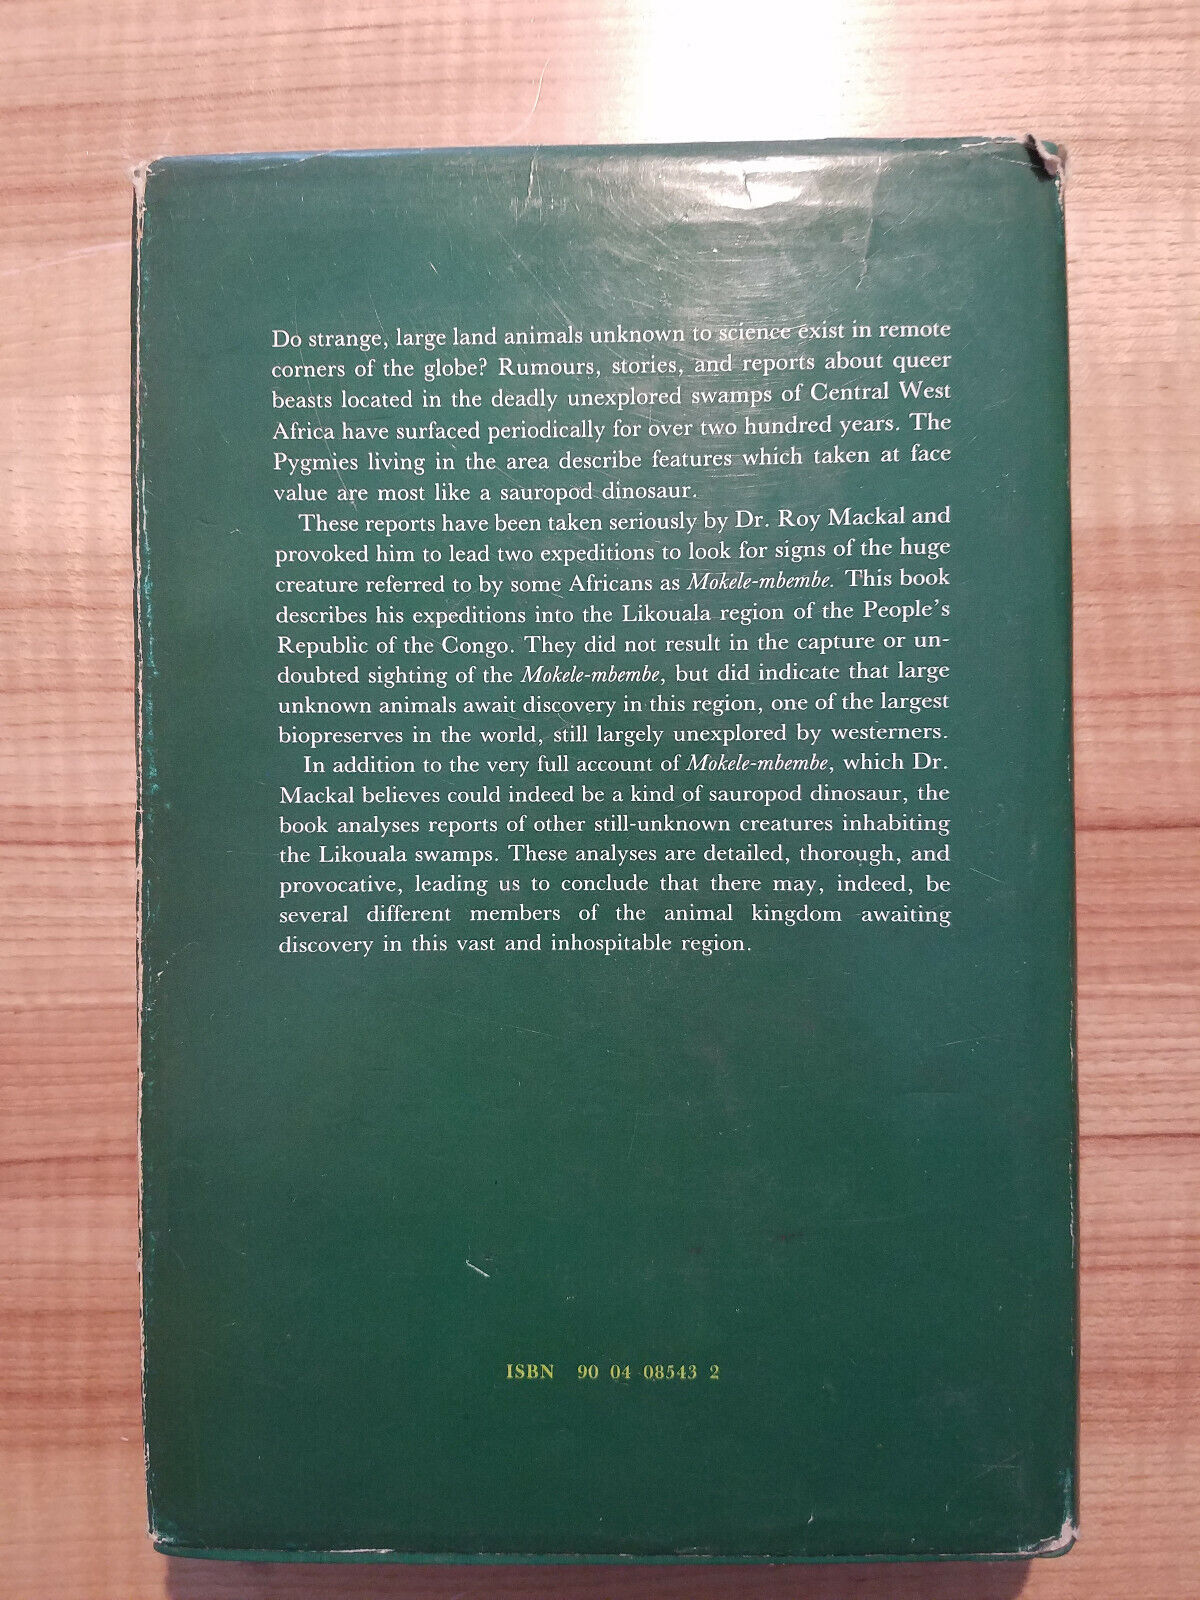 Do strange, large land animals unknown to science exist in remote
corners of the globe? Rumours, stories, and reports about queer
beasts located in the deadly unexplored swamps of Central West
Africa have surfaced periodically for over two hundred years. The
Pygmies living in the area describe features which taken at face
value are most like a sauropod dinosaur.
These reports have been taken seriously by Dr. Roy Mackal and
provoked him to lead two expeditions to look for signs of the huge
creature referred to by some Africans as Mokele-mbembe. This book
describes his expeditions into the Likouala region of the People's
Republic of the Congo. They did not result in the capture or un-
doubted sighting of the Mokele-mbembe, but did indicate that large
unknown animals await discovery in this region, one of the largest
biopreserves in the world, still largely unexplored by westerners.
In addition to the very full account of Mokele-mbembe, which Dr.
Mackal believes could indeed be a kind of sauropod dinosaur, the
book analyses reports of other still-unknown creatures inhabiting
the Likouala swamps. These analyses are detailed, thorough, and
provocative, leading us to conclude that there may, indeed, be
several different members of the animal kingdom awaiting
discovery in this vast and inhospitable region.
ISBN 90 04 08543 2